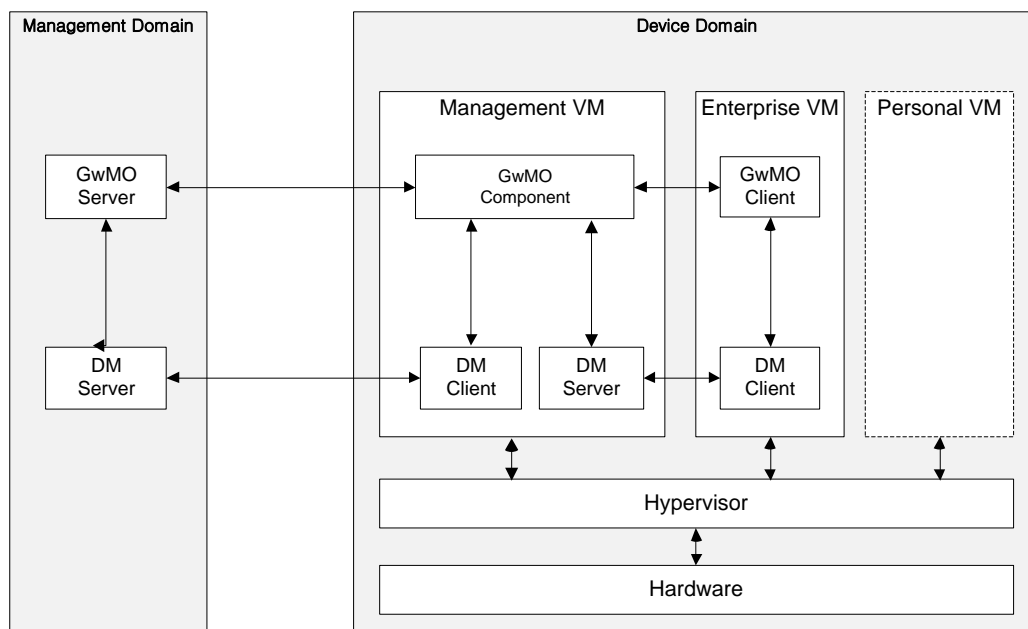 Management Domain
Device Domain
Management VM
Enterprise VM
Personal VM
GwMO
Server
GwMO
Component
GwMO
Client
DM
Server
DM
Client
DM
Server
DM
Client
Hypervisor
Hardware